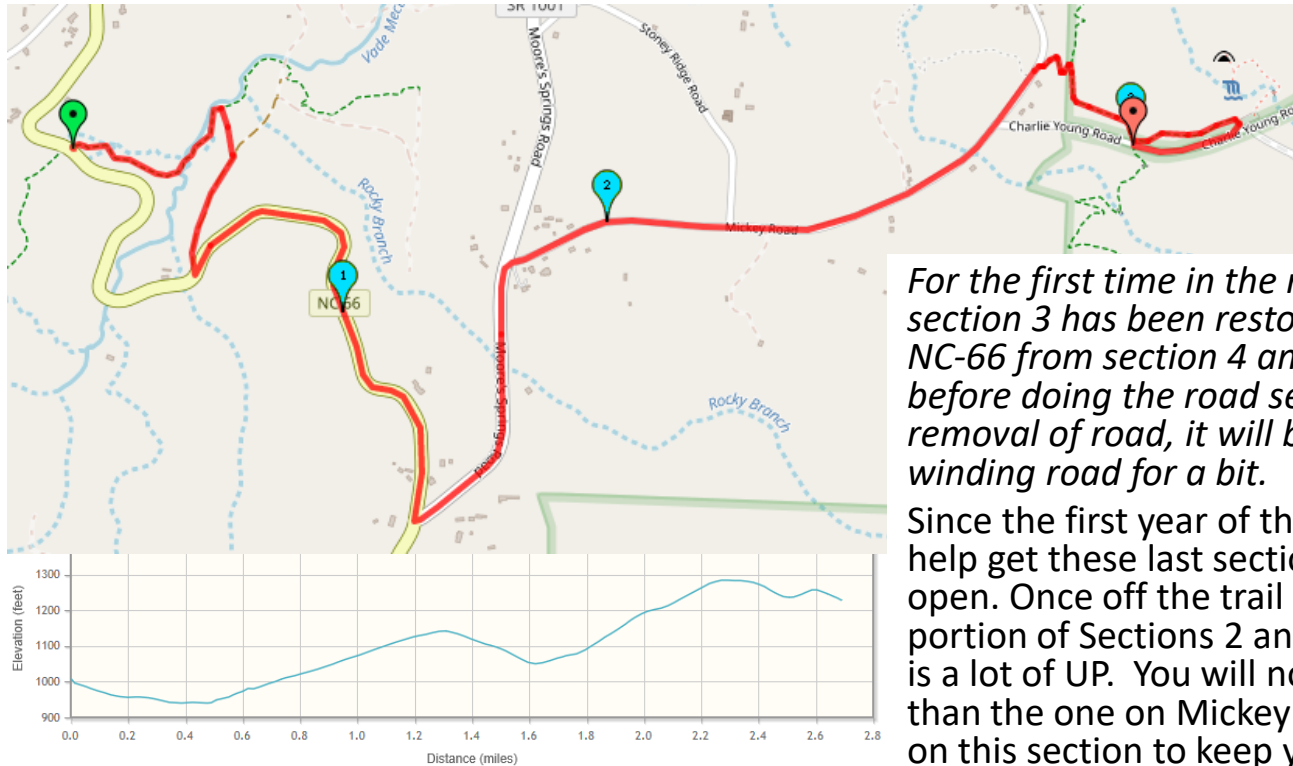 SR 1001
Vade Mec
Moore's Springs Road
Stoney Ridge Road
Charlie Young Road
Charlie Young Ro
Rocky Branch
2
Mickey Road
1
NC 66
Moore's Springs Road
Rocky Branch
For the first time in the
section 3 has been resto
NC-66 from section 4 an
before doing the road se
removal of road, it will b
winding road for a bit.
Since the first year of th
help get these last sectio
open. Once off the trail
portion of Sections 2 an
is a lot of UP. You will no
than the one on Mickey
on this section to keep y
Elevation (feet)
1300
1200
1100
1000
900
0.0 0.2 0.4 0.6 0.8 1.0 1.2 1.4 1.6 1.8 2.0 2.2 2.4 2.6 2.8
Distance (miles)